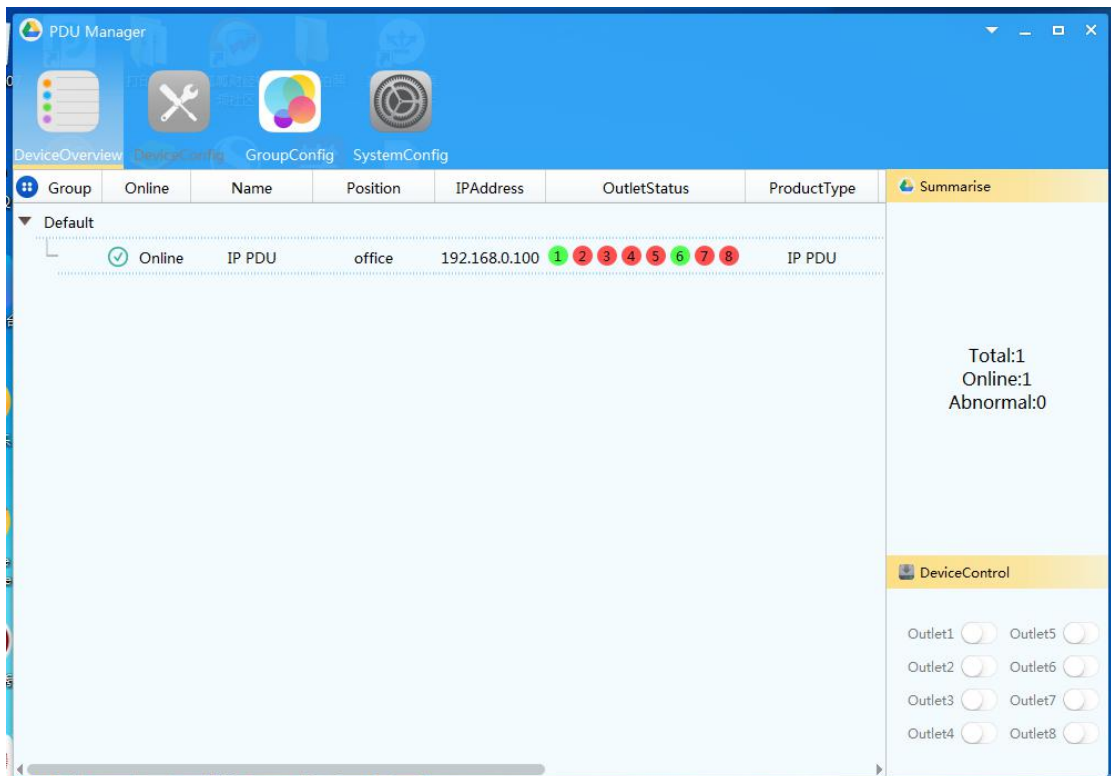 PDU Manager
DeviceOverview DeviceConfig GroupConfig SystemConfig
Group Online Name Position IPAddress OutletStatus ProductType Summarise
Default
Online IP PDU office 192.168.0.100 1 2 3 4 5 6 7 8 IP PDU
Total:1
Online:1
Abnormal:0
DeviceControl
Outlet1 Outlet5
Outlet2 Outlet6
Outlet3 Outlet7
Outlet4 Outlet8